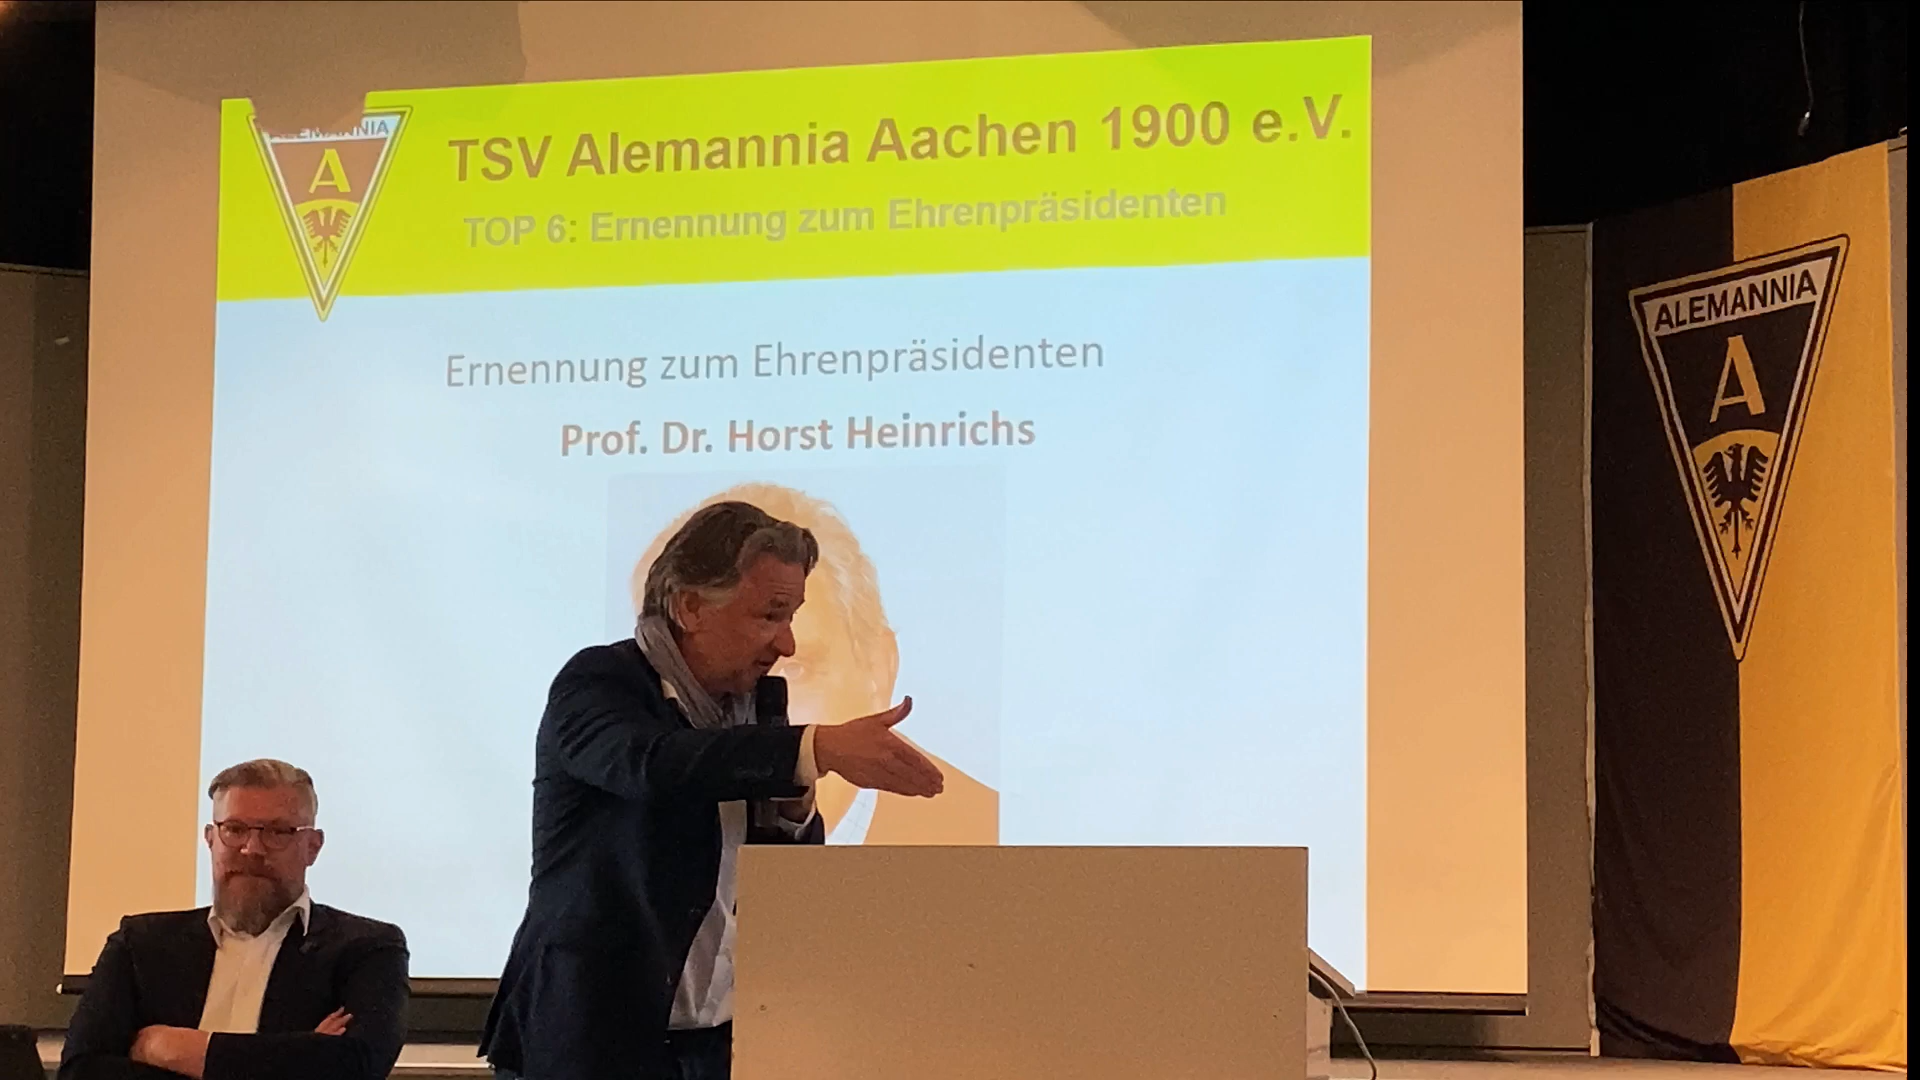 ALEMANNIA
A
TSV Alemannia Aachen 1900 e.V.
TOP 6: Ernennung zum Ehrenpräsidenten
Ernennung zum Ehrenpräsidenten
Prof. Dr. Horst Heinrichs
ALEMANNIA
A